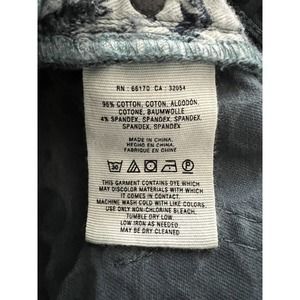 RN : 66170 CA : 32054
96% COTTON, COTON, ALGODÓN,
COTONE, BAUMWOLLE
4% SPANDEX, SPANDEX, SPANDEX,
SPANDEX, SPANDEX
MADE IN CHINA,
HECHO EN CHINA,
FABRIQUÉ EN CHINE
THIS GARMENT CONTAINS DYE WHICH
MAY DISCOLOR MATERIALS WITH WHICH
IT COMES IN CONTACT.
MACHINE WASH COLD WITH LIKE COLORS.
USE ONLY NON-CHLORINE BLEACH.
TUMBLE DRY LOW.
LOW IRON AS NEEDED.
MAY BE DRY CLEANED